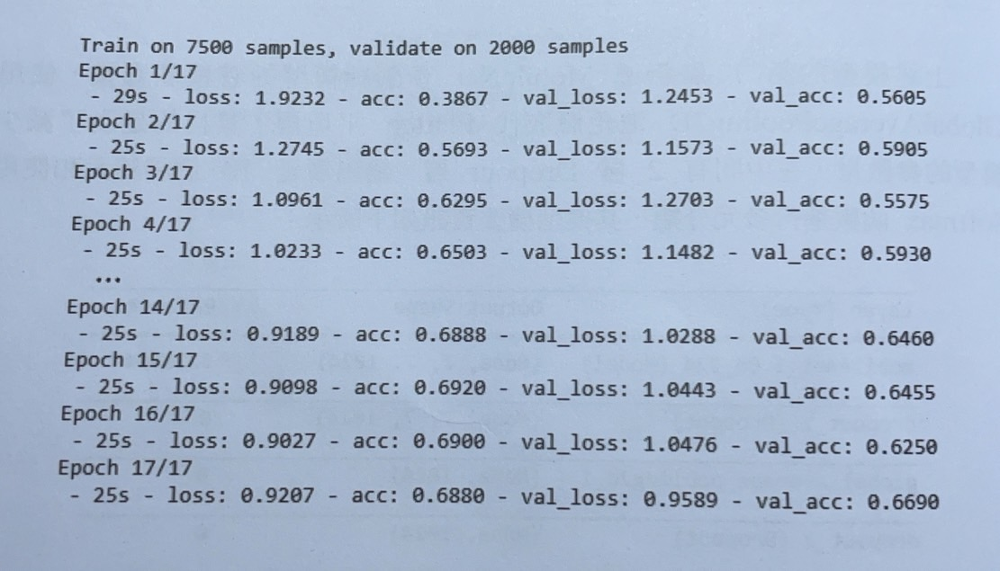 Train on 7500 samples, validate on 2000 samples
Epoch 1/17
- 29s - loss: 1.9232 - acc: 0.3867 - val_loss: 1.2453 - val_acc: 0.5605
Epoch 2/17
- 25s - loss: 1.2745 - acc: 0.5693 - val_loss: 1.1573 - val_acc: 0.5905
Epoch 3/17
- 25s - loss: 1.0961 - acc: 0.6295 - val_loss: 1.2703 - val_acc: 0.5575
Epoch 4/17
- 25s - loss: 1.0233 - acc: 0.6503 - val_loss: 1.1482 - val_acc: 0.5930
...
Epoch 14/17
- 25s - loss: 0.9189 - acc: 0.6888 - val_loss: 1.0288 - val_acc: 0.6460
Epoch 15/17
- 25s - loss: 0.9098 - acc: 0.6920 - val_loss: 1.0443 - val_acc: 0.6455
Epoch 16/17
- 25s - loss: 0.9027 - acc: 0.6900 - val_loss: 1.0476 - val_acc: 0.6250
Epoch 17/17
- 25s - loss: 0.9207 - acc: 0.6880 - val_loss: 0.9589 - val_acc: 0.6690